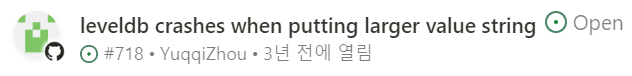 leveldb crashes when putting larger value string Open
#718 • YuqqiZhou • 3년 전에 열림